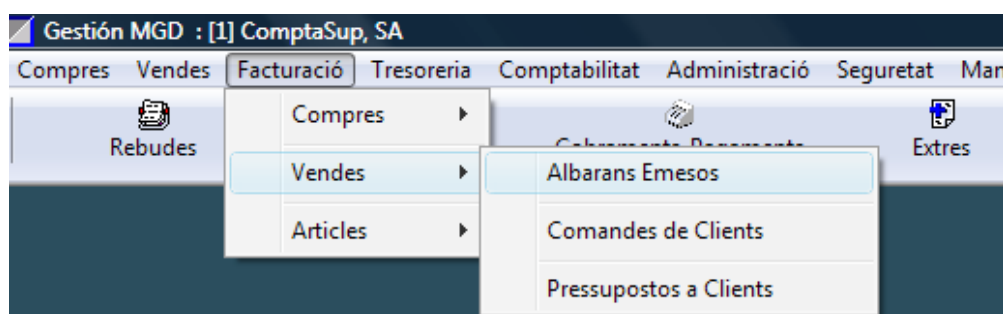 Gestión MGD : [1] ComptaSup, SA
Compres Vendes Facturació Tresoreria Comptabilitat Administració Seguretat
Rebudes Extres
Compres
Vendes
Articles
Albarans Emesos
Comandes de Clients
Pressupostos a Clients